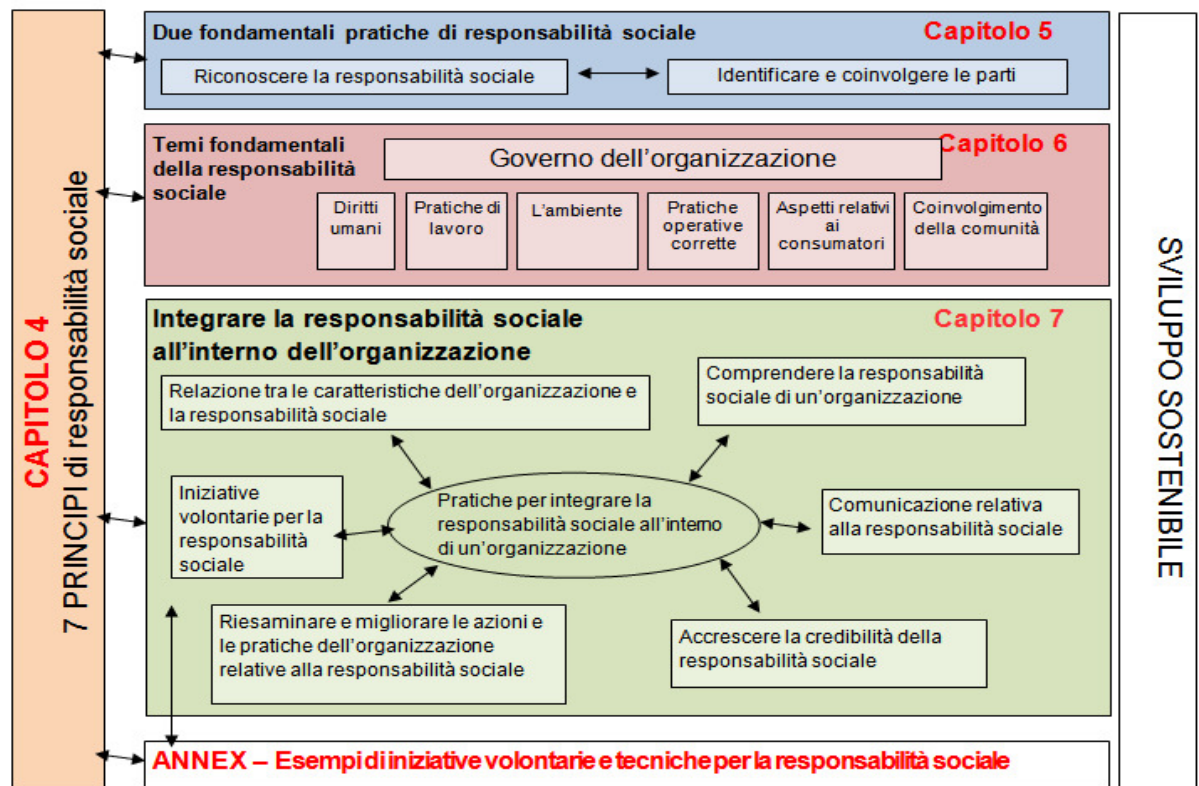 CAPITOLO 4
7 PRINCIPI di responsabilità sociale
Due fondamentali pratiche di responsabilità sociale
Capitolo 5
Riconoscere la responsabilità sociale
Identificare e coinvolgere le parti
Temi fondamentali
della responsabilità
sociale
Capitolo 6
Governo dell’organizzazione
Diritti
umani
Pratiche di
lavoro
L’ambiente
Pratiche
operative
corrette
Aspetti relativi
ai
consumatori
Coinvolgimento
della comunità
Integrare la responsabilità sociale
all’interno dell’organizzazione
Capitolo 7
Relazione tra le caratteristiche dell’organizzazione e
la responsabilità sociale
Comprendere la responsabilità
sociale di un’organizzazione
Iniziative
volontarie per la
responsabilità
sociale
Pratiche per integrare la
responsabilità sociale all’interno
di un’organizzazione
Comunicazione relativa
alla responsabilità sociale
Riesaminare e migliorare le azioni e
le pratiche dell’organizzazione
relative alla responsabilità sociale
Accrescere la credibilità della
responsabilità sociale
ANNEX – Esempi di iniziative volontarie e tecniche per la responsabilità sociale
SVILUPPO SOSTENIBILE